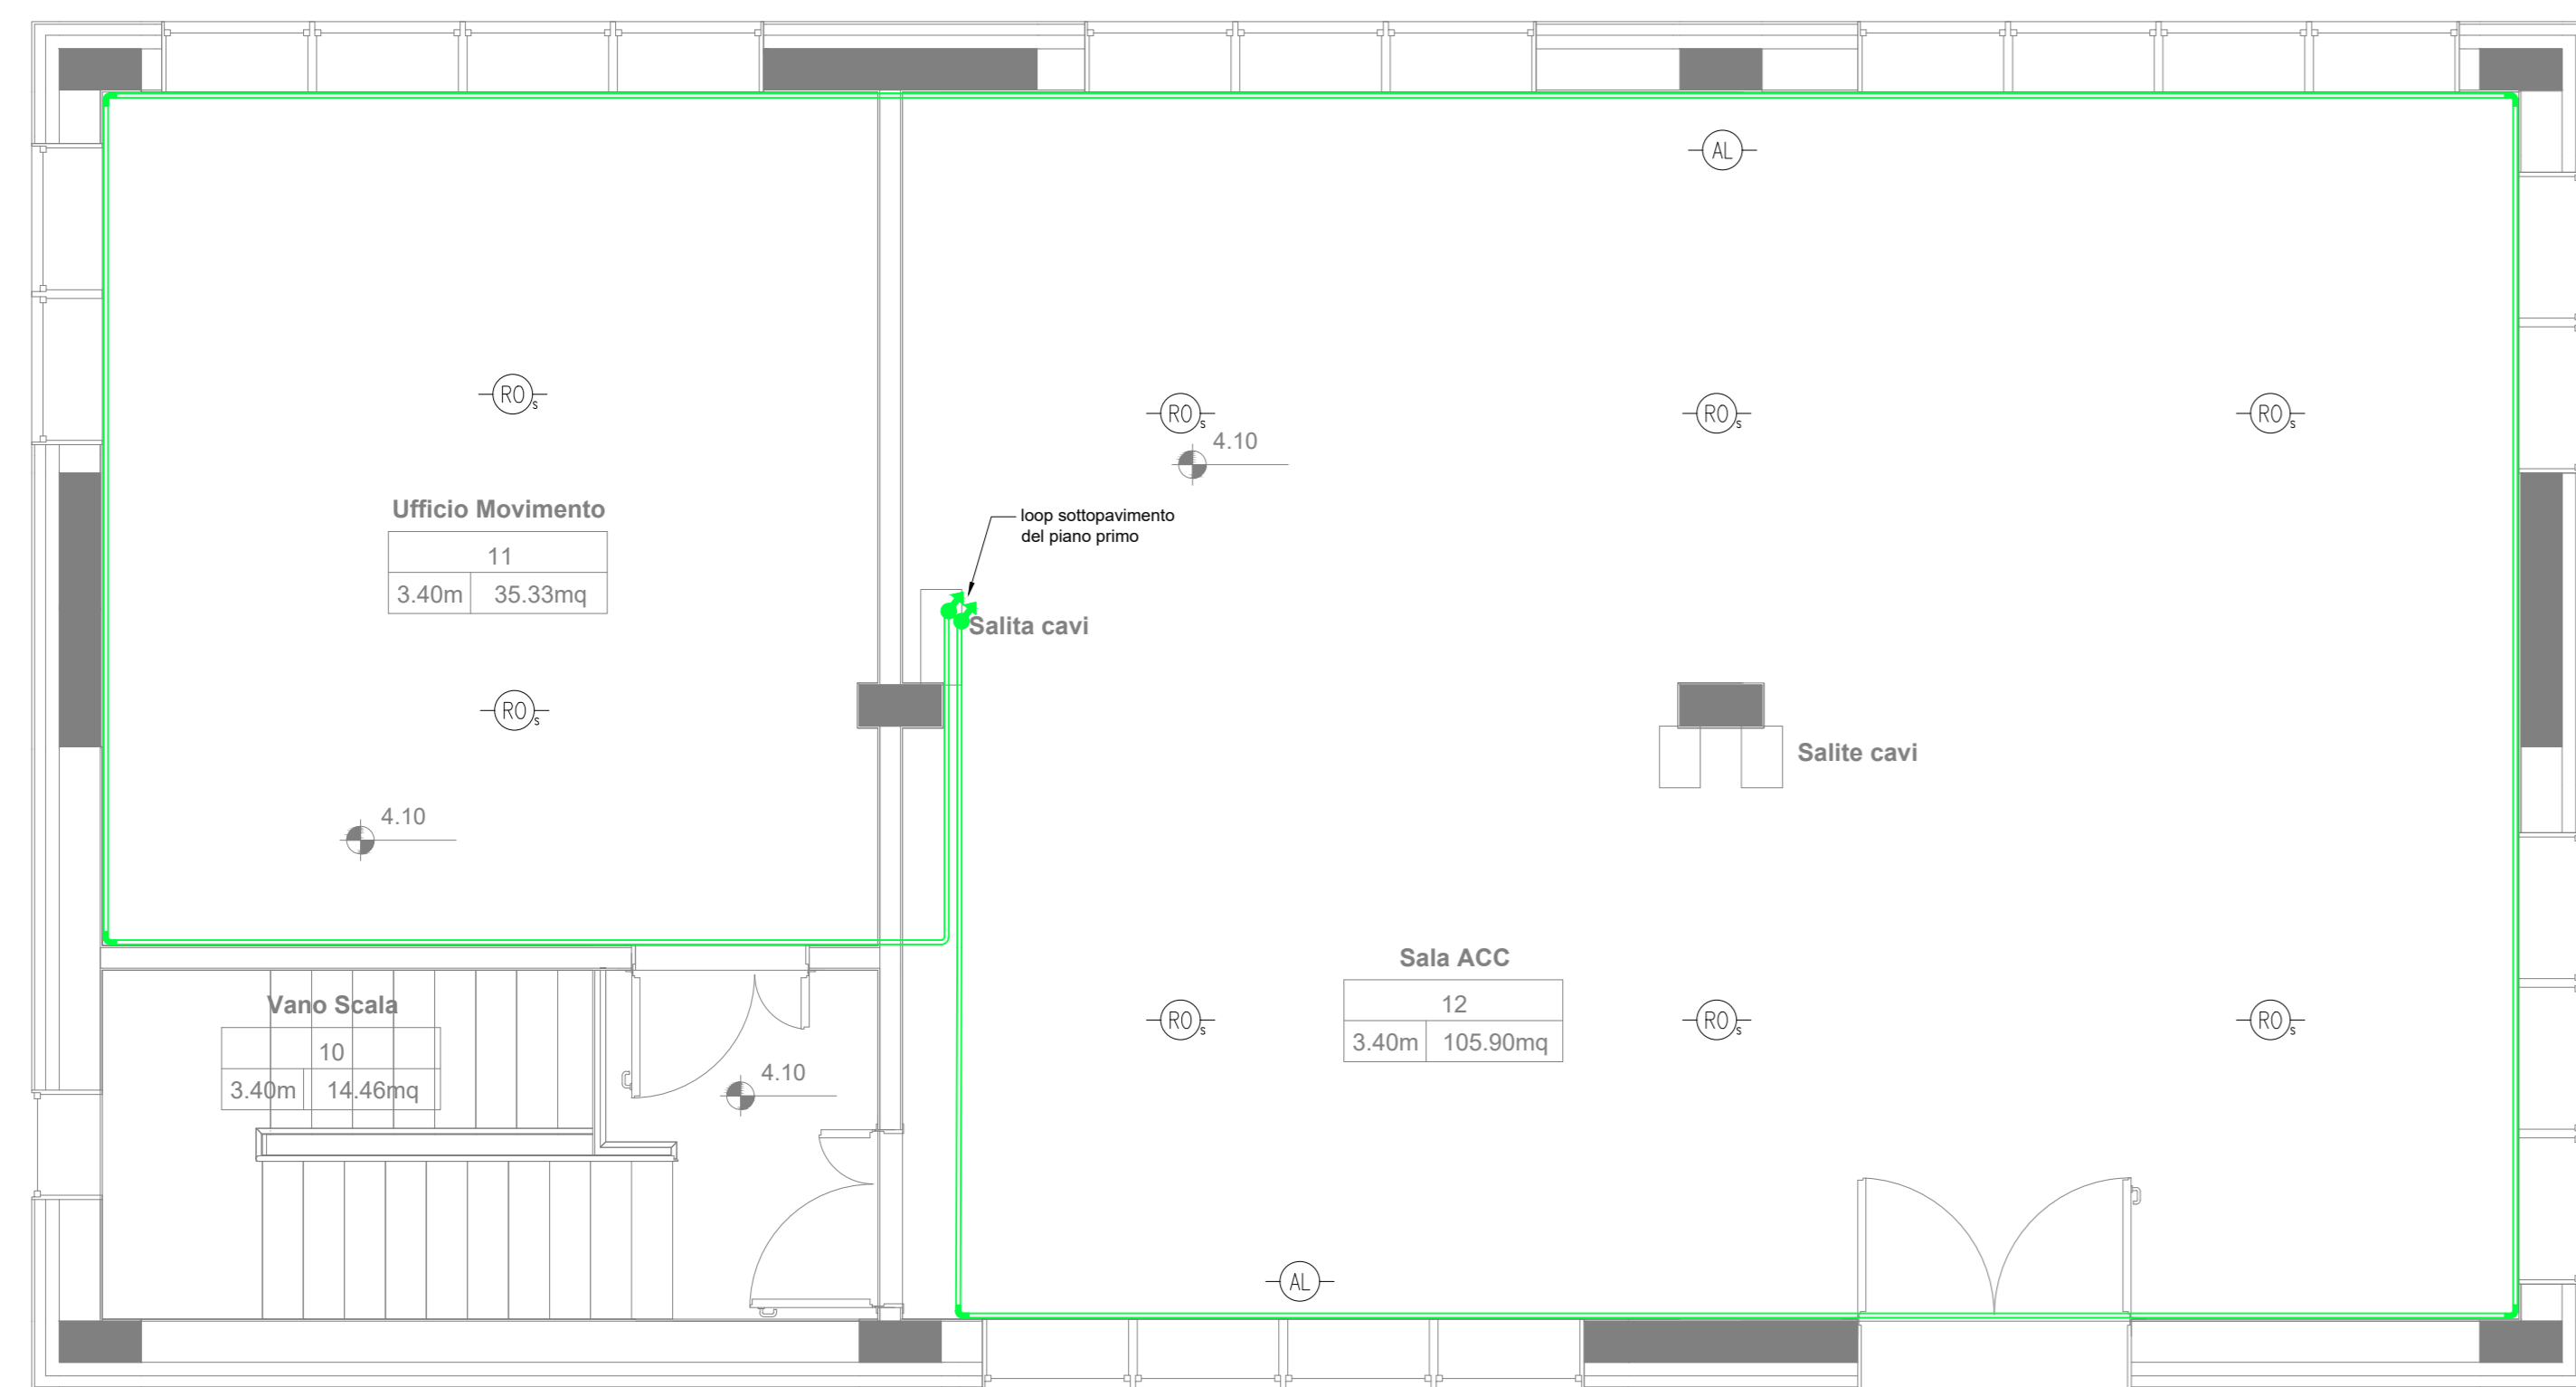 AL
RO s
RO s
RO s
RO s
4.10
Ufficio Movimento
11
3.40m 35.33mq
loop sottopavimento
del piano primo
Salita cavi
RO s
Salite cavi
4.10
Sala ACC
12
3.40m 105.90mq
Vano Scala
10
3.40m 14.46mq
4.10
RO s
RO s
RO s
AL